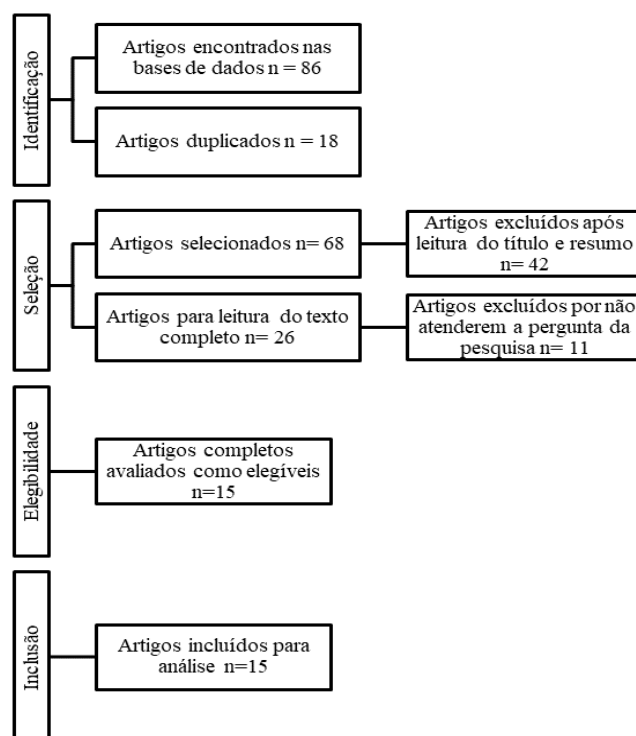 Identificação
Artigos encontrados nas
bases de dados n = 86
Artigos duplicados n = 18
Seleção
Artigos selecionados n= 68
Artigos excluídos após
leitura do título e resumo
n= 42
Artigos para leitura do texto
completo n= 26
Artigos excluídos por não
atenderem a pergunta da
pesquisa n= 11
Elegibilidade
Artigos completos
avaliados como elegíveis
n=15
Inclusão
Artigos incluídos para
análise n=15